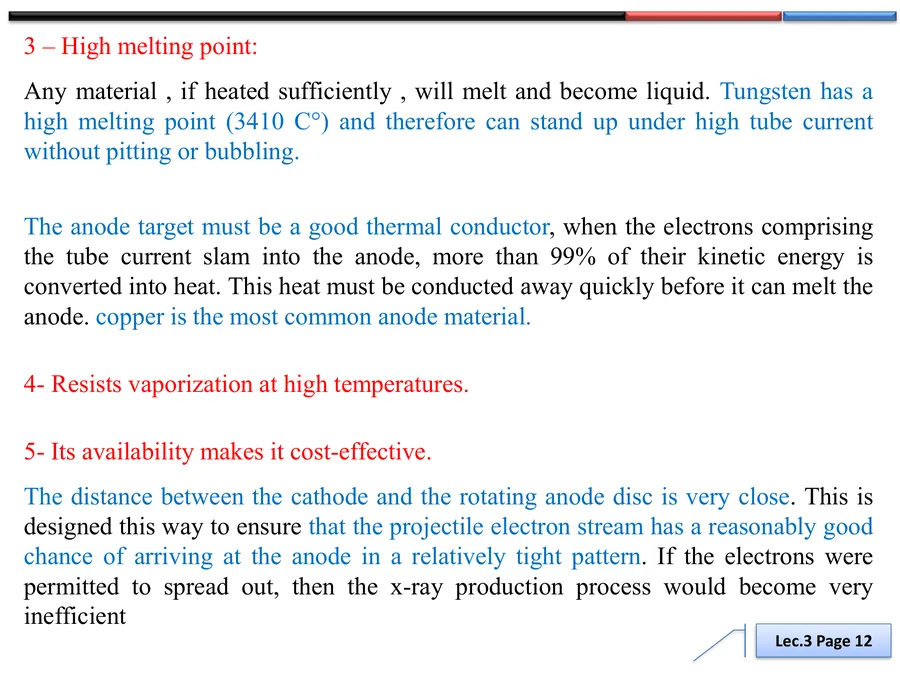 3 – High melting point:
Any material , if heated sufficiently , will melt and become liquid. Tungsten has a
high melting point (3410 C°) and therefore can stand up under high tube current
without pitting or bubbling.
The anode target must be a good thermal conductor, when the electrons comprising
the tube current slam into the anode, more than 99% of their kinetic energy is
converted into heat. This heat must be conducted away quickly before it can melt the
anode. copper is the most common anode material.
4- Resists vaporization at high temperatures.
5- Its availability makes it cost-effective.
The distance between the cathode and the rotating anode disc is very close. This is
designed this way to ensure that the projectile electron stream has a reasonably good
chance of arriving at the anode in a relatively tight pattern. If the electrons were
permitted to spread out, then the x-ray production process would become very
inefficient
Lec.3 Page 12